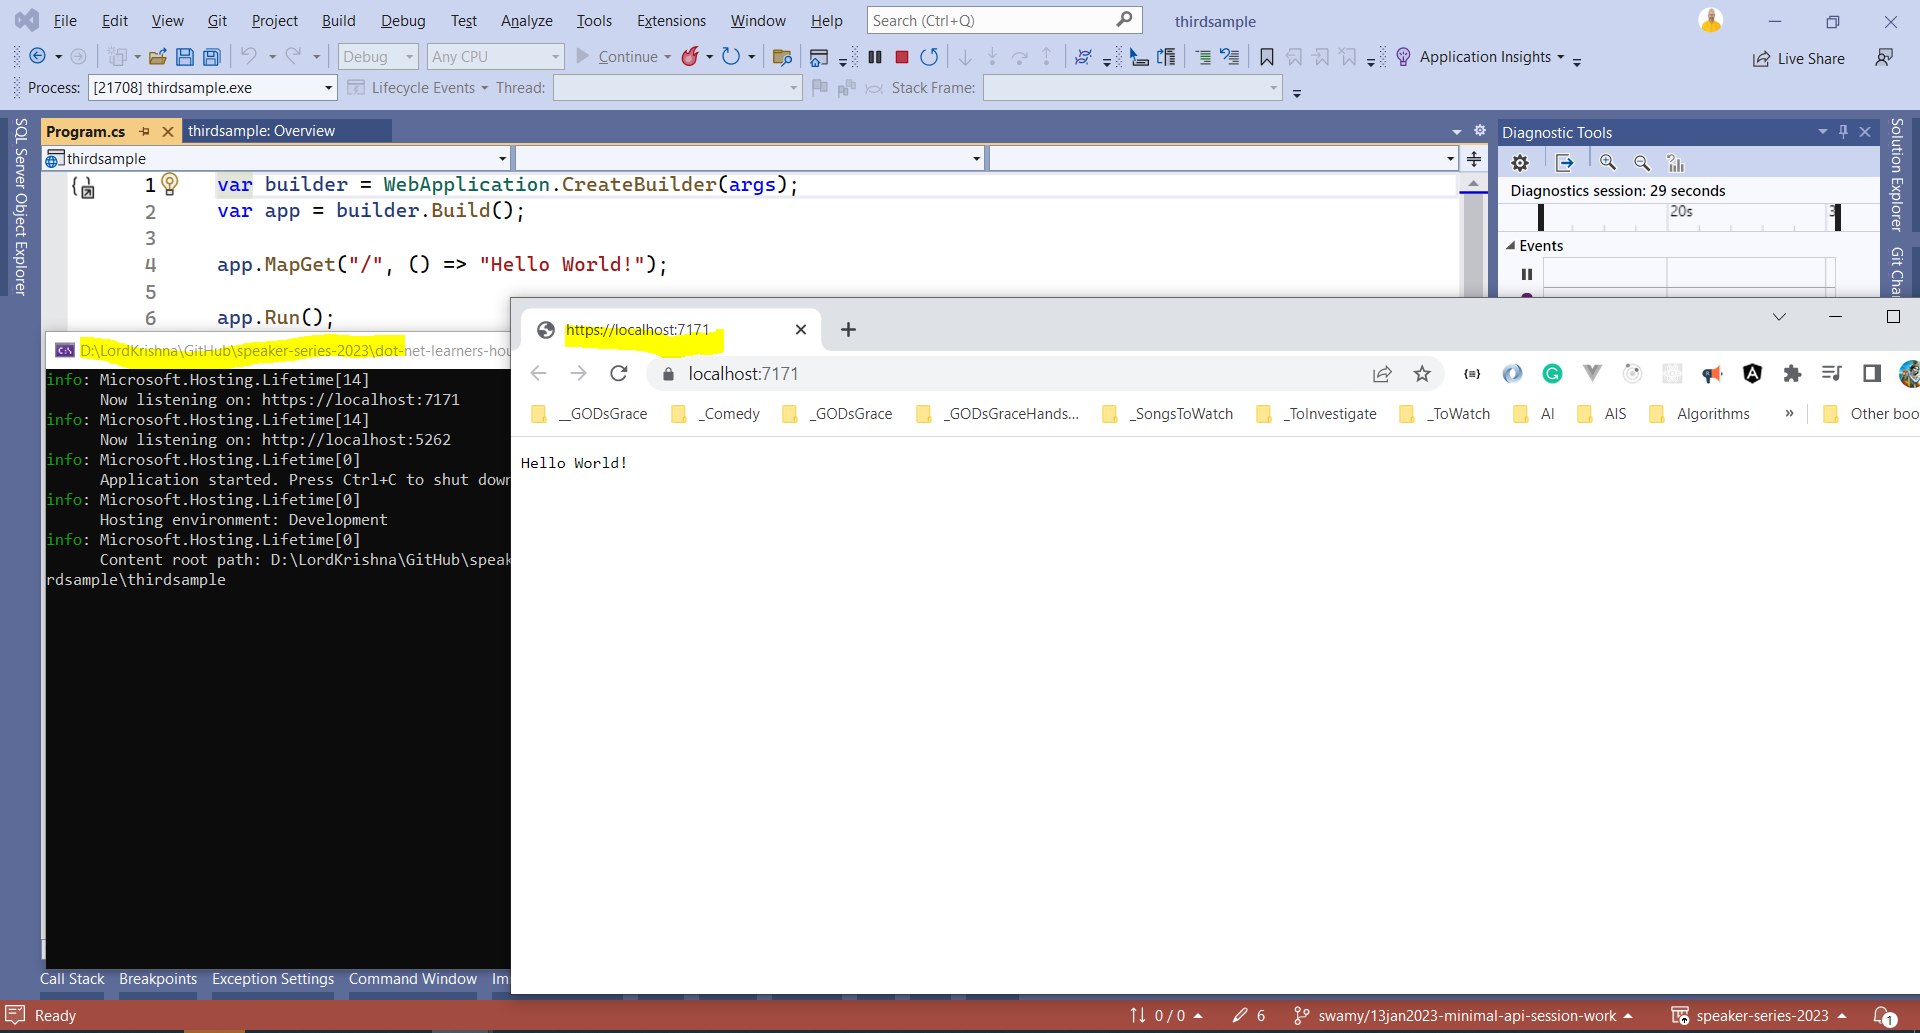 File Edit View Git Project Build Debug Test Analyze Tools Extensions Window Help Search (Ctrl+Q) thirdsample
Debug Any CPU Continue Application Insights Live Share
Process: [21708] thirdsample.exe Lifecycle Events Thread: Stack Frame:
SQL Server Object Explorer
Program.cs thirdsample: Overview
thirdsample
1 var builder = WebApplication.CreateBuilder(args);
2 var app = builder.Build();
3
4 app.MapGet("/", () => "Hello World!");
5
6 app.Run();
Diagnostic Tools
Diagnostics session: 29 seconds
20s 3
Events
Solution Explorer
Git Cha
D:\LordKrishna\GitHub\speaker-series-2023\dot-net-learners-hou
info: Microsoft.Hosting.Lifetime[14]
Now listening on: https://localhost:7171
info: Microsoft.Hosting.Lifetime[14]
Now listening on: http://localhost:5262
info: Microsoft.Hosting.Lifetime[0]
Application started. Press Ctrl+C to shut down
info: Microsoft.Hosting.Lifetime[0]
Hosting environment: Development
info: Microsoft.Hosting.Lifetime[0]
Content root path: D:\LordKrishna\GitHub\speak
rdsample\thirdsample
https://localhost:7171
localhost:7171
__GODsGrace _Comedy _GODsGrace _GODsGraceHands... _SongsToWatch _ToInvestigate _ToWatch AI AIS Algorithms » Other boo
Hello World!
Call Stack Breakpoints Exception Settings Command Window Im
Ready 0 / 0 6 swamy/13jan2023-minimal-api-session-work speaker-series-2023 1